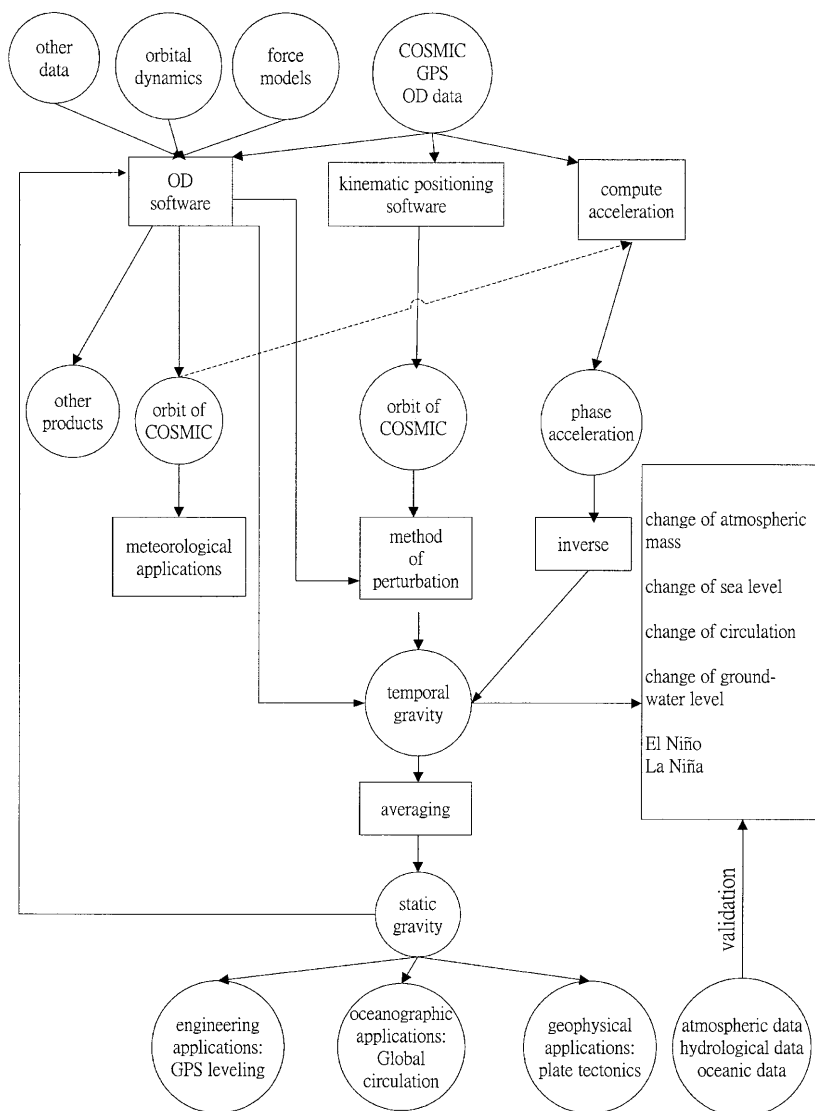 other
data
orbital
dynamics
force
models
COSMIC
GPS
OD data
OD
software
kinematic positioning
software
compute
acceleration
other
products
orbit of
COSMIC
orbit of
COSMIC
phase
acceleration
meteorological
applications
method
of
perturbation
inverse
change of atmospheric
mass
change of sea level
change of circulation
change of ground-
water level
El Niño
La Niña
temporal
gravity
averaging
static
gravity
validation
engineering
applications:
GPS leveling
oceanographic
applications:
Global
circulation
geophysical
applications:
plate tectonics
atmospheric data
hydrological data
oceanic data